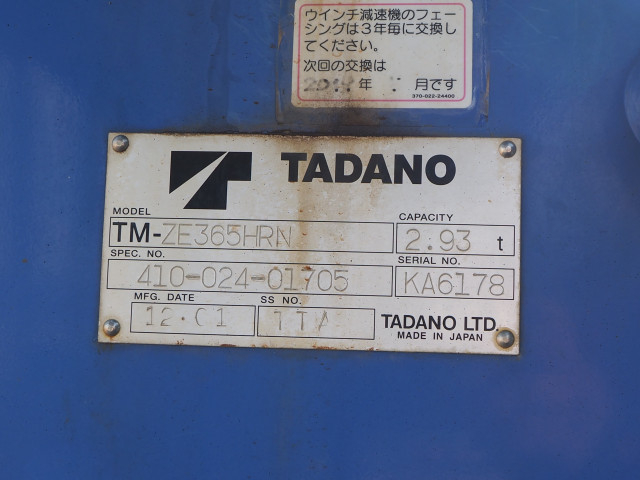 ウインチ減速機のフェー
シングは3年毎に交換し
てください。
次回の交換は
年 月です
370-022-24400
TADANO
MODEL
TM-ZE365HRN
CAPACITY
2.93 t
SPEC. NO.
410-024-01705
SERIAL NO.
KA6178
MFG. DATE
12.01
SS NO.
TADANO LTD.
MADE IN JAPAN